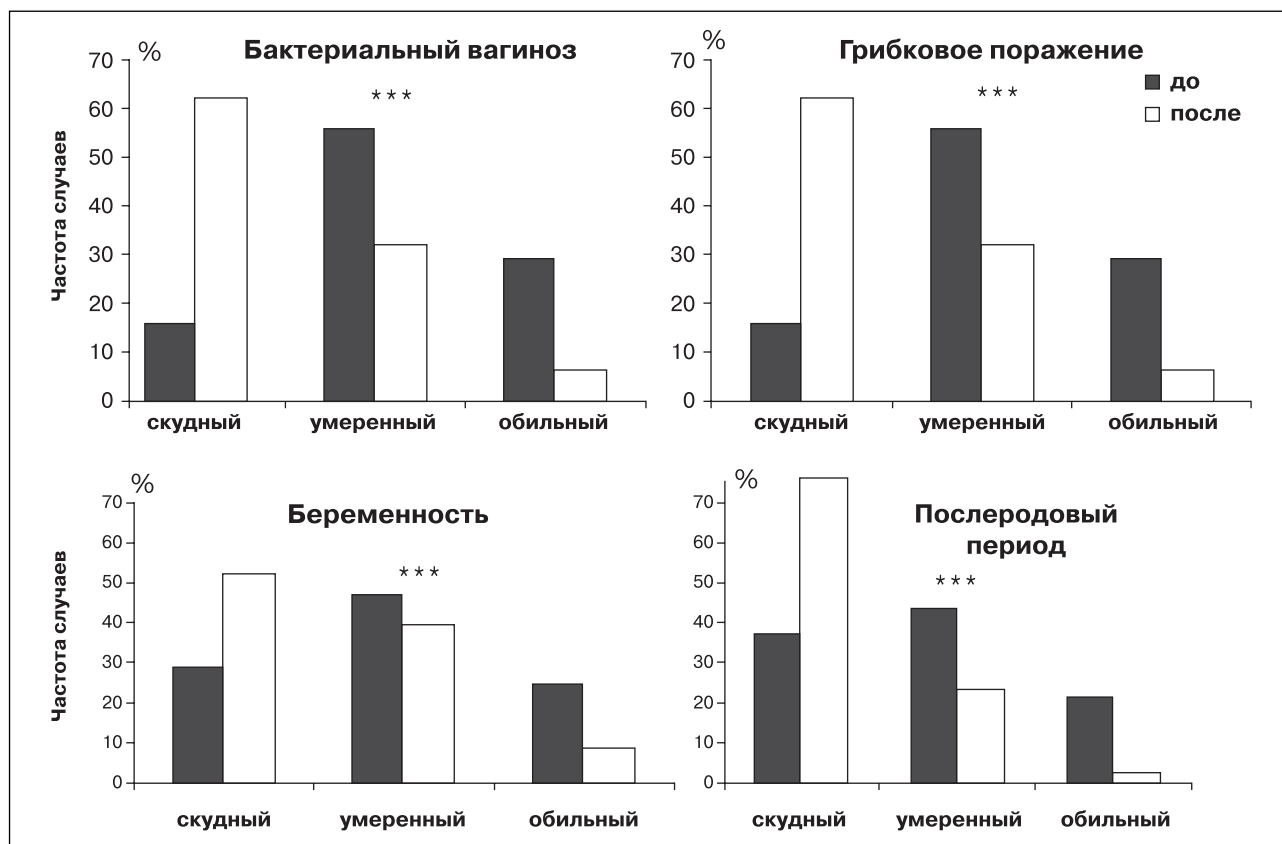 % Бактериальный вагиноз
70
60
50
40
30
20
10
0
Частота случаев
***
скудный умеренный обильный
% Грибковое поражение
70
60
50
40
30
20
10
0
до
после
***
скудный умеренный обильный
% Беременность
70
60
50
40
30
20
10
0
Частота случаев
***
скудный умеренный обильный
% Послеродовый
период
70
60
50
40
30
20
10
0
***
скудный умеренный обильный